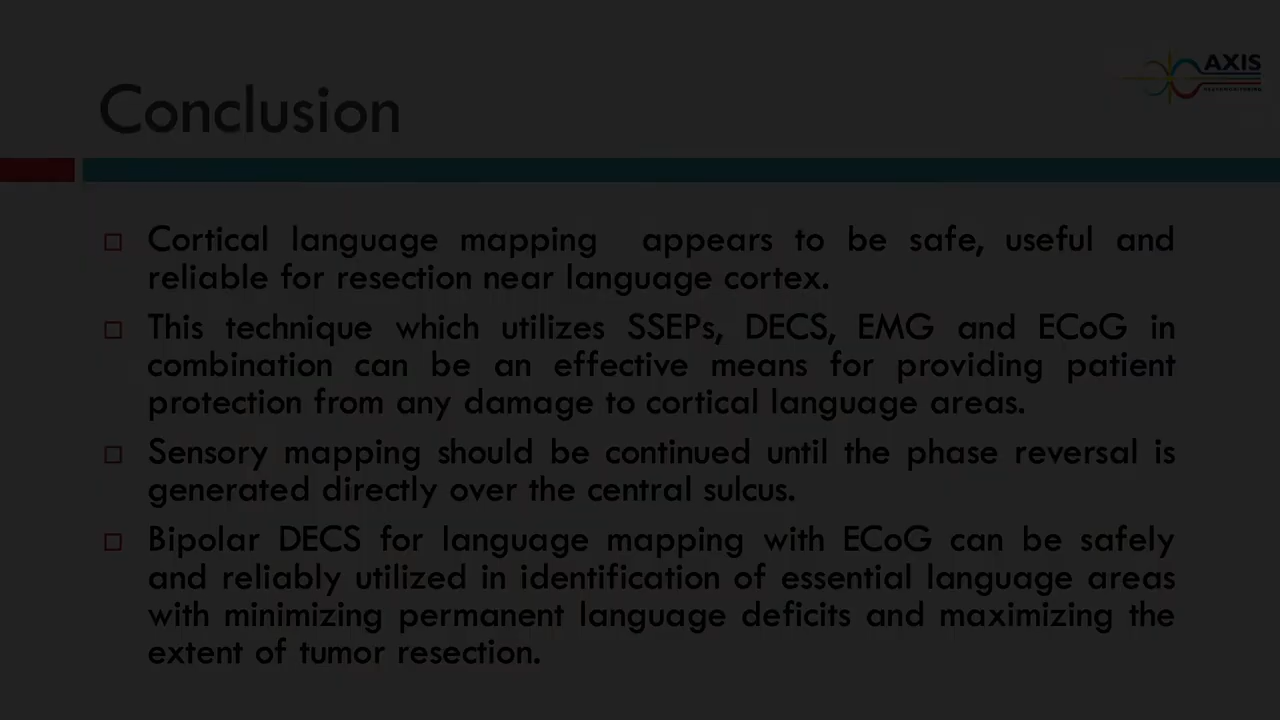 AXIS
Conclusion
Cortical language mapping appears to be safe, useful and
reliable for resection near language cortex.
This technique which utilizes SSEPs, DECS, EMG and ECoG in
combination can be an effective means for providing patient
protection from any damage to cortical language areas.
Sensory mapping should be continued until the phase reversal is
generated directly over the central sulcus.
Bipolar DECS for language mapping with ECoG can be safely
and reliably utilized in identification of essential language areas
with minimizing permanent language deficits and maximizing the
extent of tumor resection.